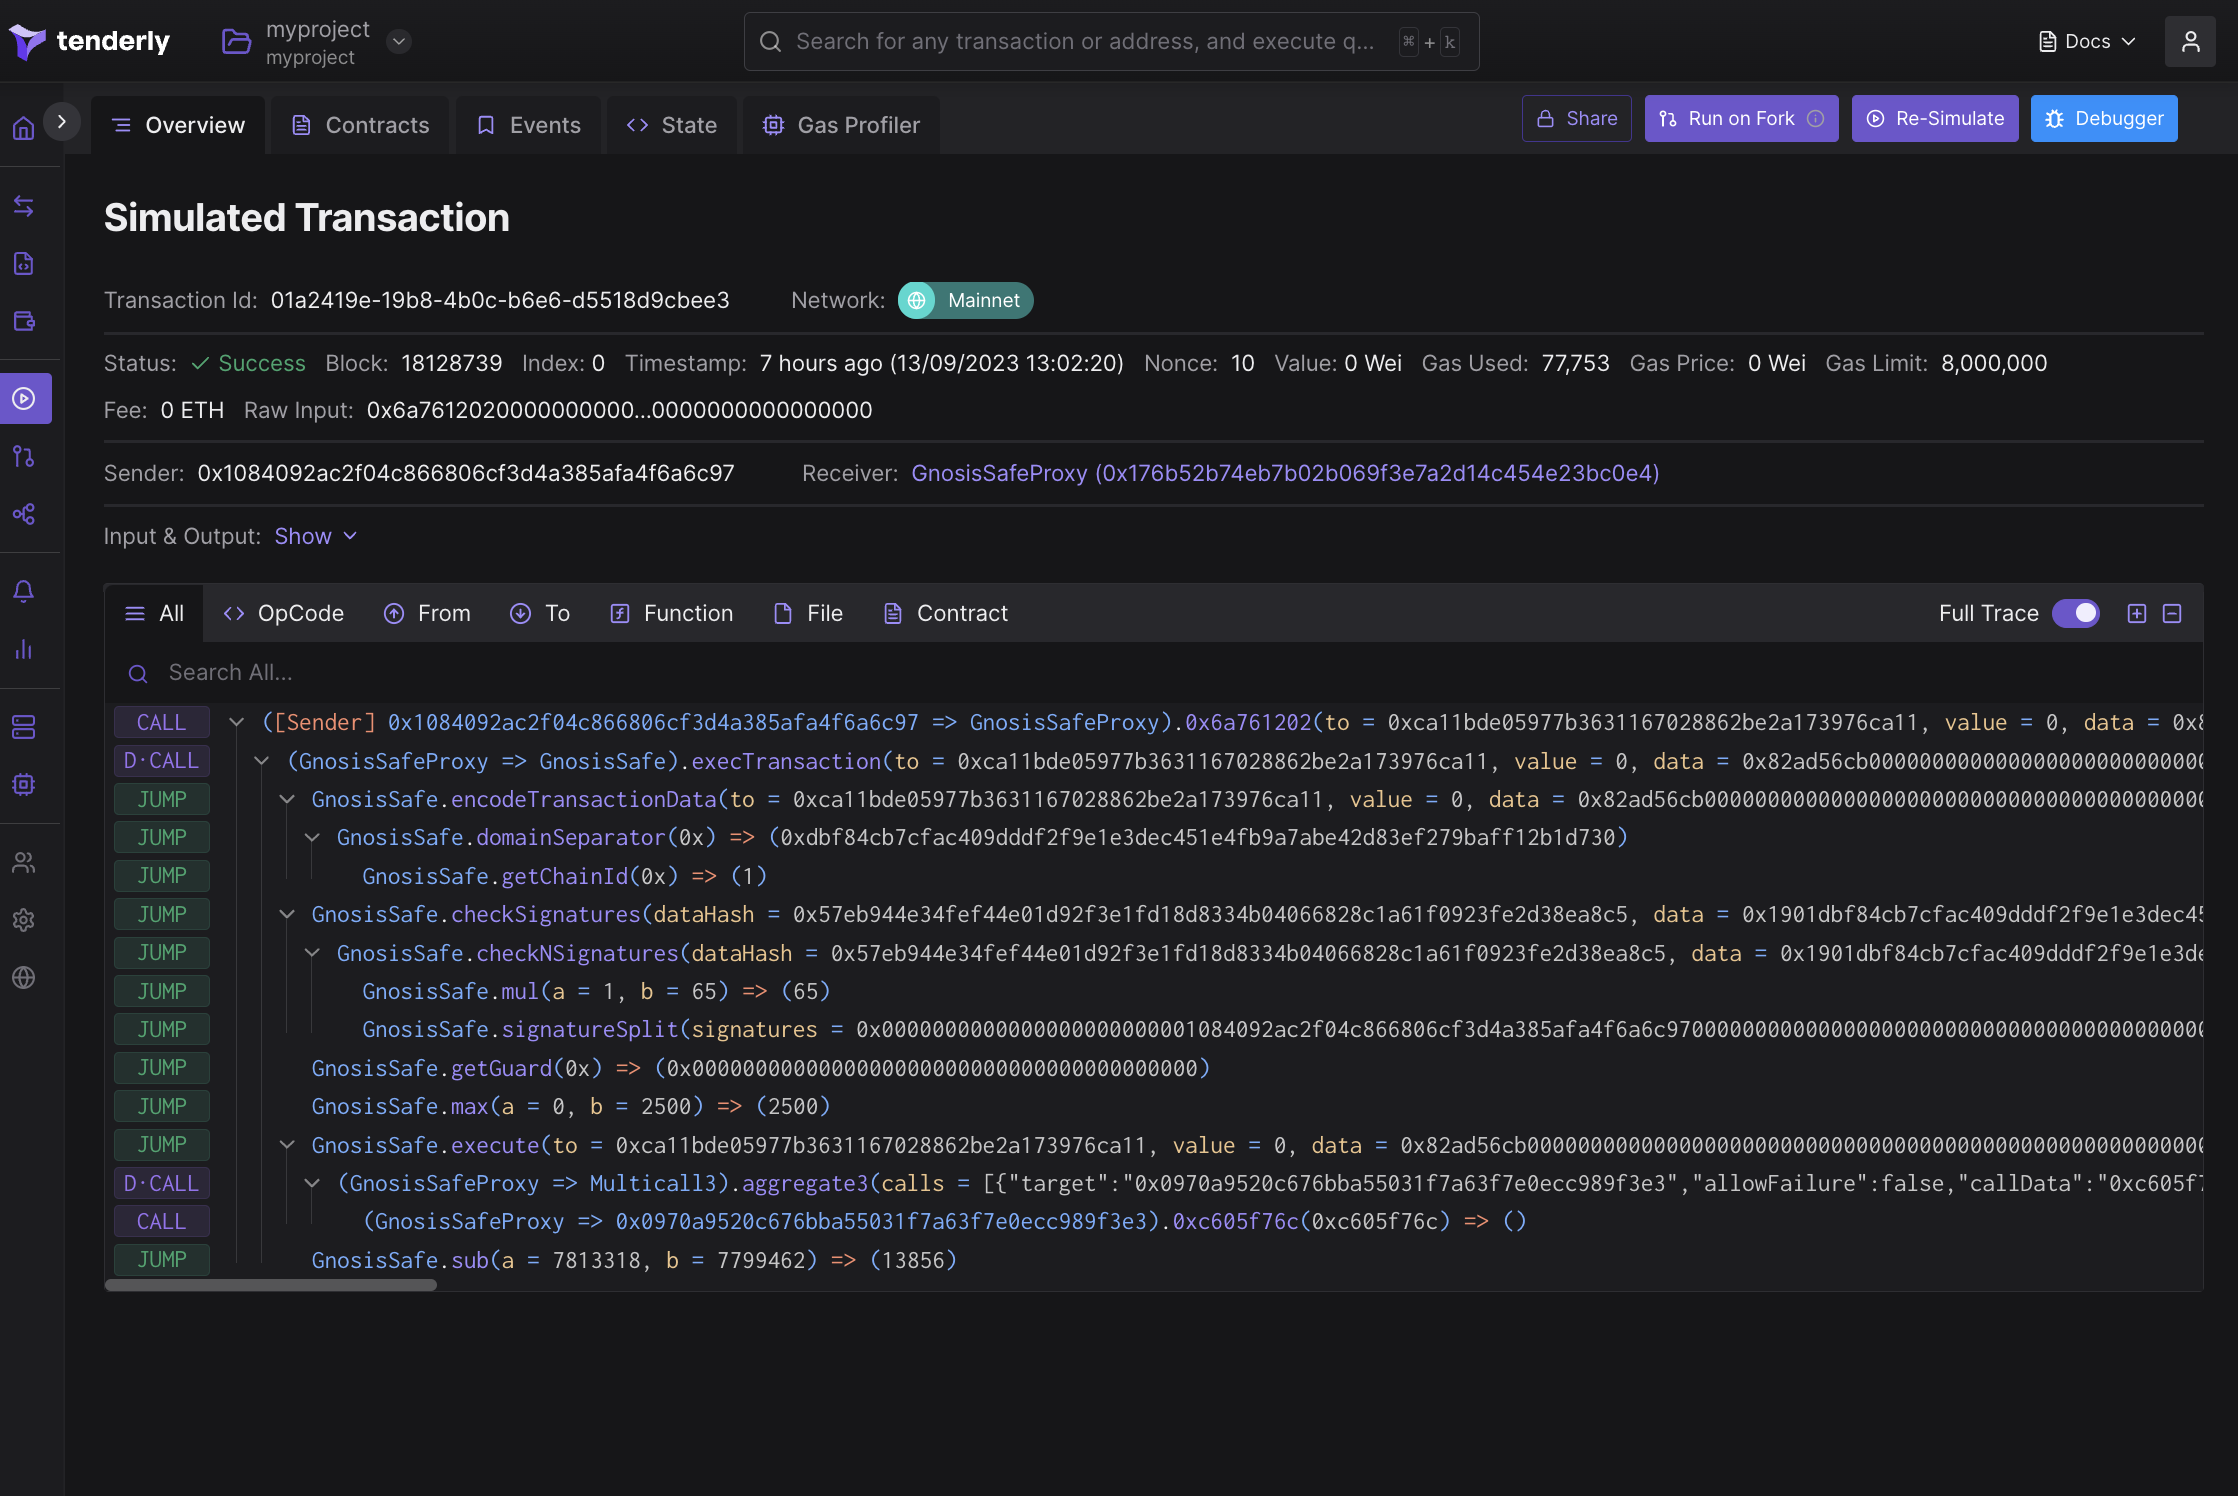 tenderly
myproject
myproject
Search for any transaction or address, and execute q...
⌘ + k
Docs
Overview
Contracts
Events
State
Gas Profiler
Share
Run on Fork
Re-Simulate
Debugger
Simulated Transaction
Transaction Id: 01a2419e-19b8-4b0c-b6e6-d5518d9cbee3 Network: Mainnet
Status: Success Block: 18128739 Index: 0 Timestamp: 7 hours ago (13/09/2023 13:02:20) Nonce: 10 Value: 0 Wei Gas Used: 77,753 Gas Price: 0 Wei Gas Limit: 8,000,000
Fee: 0 ETH Raw Input: 0x6a7612020000000000...0000000000000000
Sender: 0x1084092ac2f04c866806cf3d4a385afa4f6a6c97 Receiver: GnosisSafeProxy (0x176b52b74eb7b02b069f3e7a2d14c454e23bc0e4)
Input & Output: Show
All OpCode From To Function File Contract Full Trace
Search All...
CALL ([Sender] 0x1084092ac2f04c866806cf3d4a385afa4f6a6c97 => GnosisSafeProxy).0x6a761202(to = 0xca11bde05977b3631167028862be2a173976ca11, value = 0, data = 0x8
D·CALL (GnosisSafeProxy => GnosisSafe).execTransaction(to = 0xca11bde05977b3631167028862be2a173976ca11, value = 0, data = 0x82ad56cb0000000000000000000000000000
JUMP GnosisSafe.encodeTransactionData(to = 0xca11bde05977b3631167028862be2a173976ca11, value = 0, data = 0x82ad56cb0000000000000000000000000000000000000000
JUMP GnosisSafe.domainSeparator(0x) => (0xdbf84cb7cfac409dddf2f9e1e3dec451e4fb9a7abe42d83ef279baff12b1d730)
JUMP GnosisSafe.getChainId(0x) => (1)
JUMP GnosisSafe.checkSignatures(dataHash = 0x57eb944e34fef44e01d92f3e1fd18d8334b04066828c1a61f0923fe2d38ea8c5, data = 0x1901dbf84cb7cfac409dddf2f9e1e3dec45
JUMP GnosisSafe.checkNSignatures(dataHash = 0x57eb944e34fef44e01d92f3e1fd18d8334b04066828c1a61f0923fe2d38ea8c5, data = 0x1901dbf84cb7cfac409dddf2f9e1e3de
JUMP GnosisSafe.mul(a = 1, b = 65) => (65)
JUMP GnosisSafe.signatureSplit(signatures = 0x0000000000000000000000001084092ac2f04c866806cf3d4a385afa4f6a6c9700000000000000000000000000000000000000000
JUMP GnosisSafe.getGuard(0x) => (0x0000000000000000000000000000000000000000)
JUMP GnosisSafe.max(a = 0, b = 2500) => (2500)
JUMP GnosisSafe.execute(to = 0xca11bde05977b3631167028862be2a173976ca11, value = 0, data = 0x82ad56cb000000000000000000000000000000000000000000000000000000
D·CALL (GnosisSafeProxy => Multicall3).aggregate3(calls = [{"target":"0x0970a9520c676bba55031f7a63f7e0ecc989f3e3","allowFailure":false,"callData":"0xc605f7
CALL (GnosisSafeProxy => 0x0970a9520c676bba55031f7a63f7e0ecc989f3e3).0xc605f76c(0xc605f76c) => ()
JUMP GnosisSafe.sub(a = 7813318, b = 7799462) => (13856)